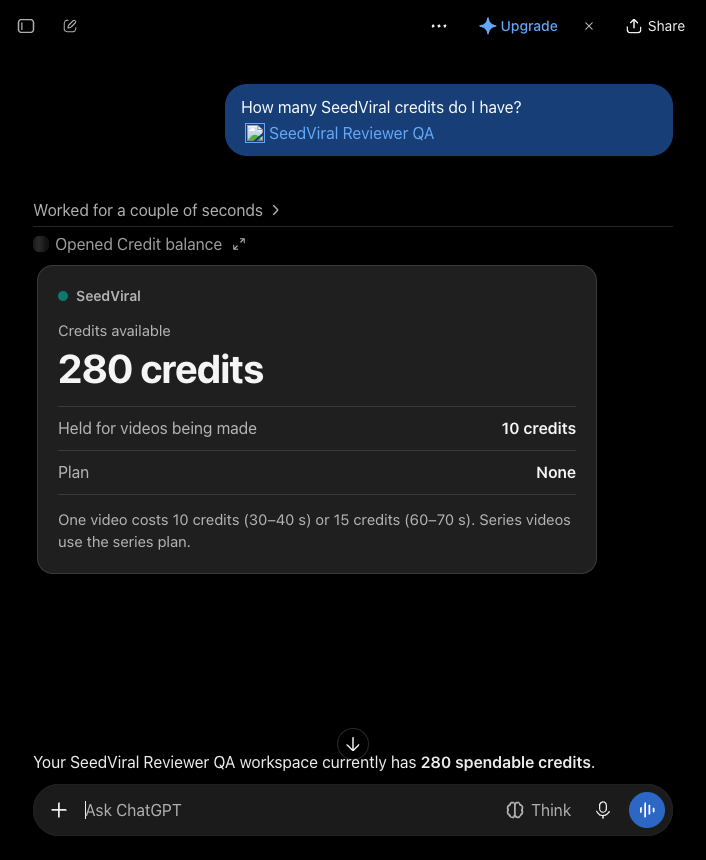 Upgrade
Share
How many SeedViral credits do I have?
SeedViral Reviewer QA
Worked for a couple of seconds
Opened Credit balance
SeedViral
Credits available
280 credits
Held for videos being made
10 credits
Plan
None
One video costs 10 credits (30–40 s) or 15 credits (60–70 s). Series videos
use the series plan.
Your SeedViral Reviewer QA workspace currently has 280 spendable credits.
Ask ChatGPT
Think